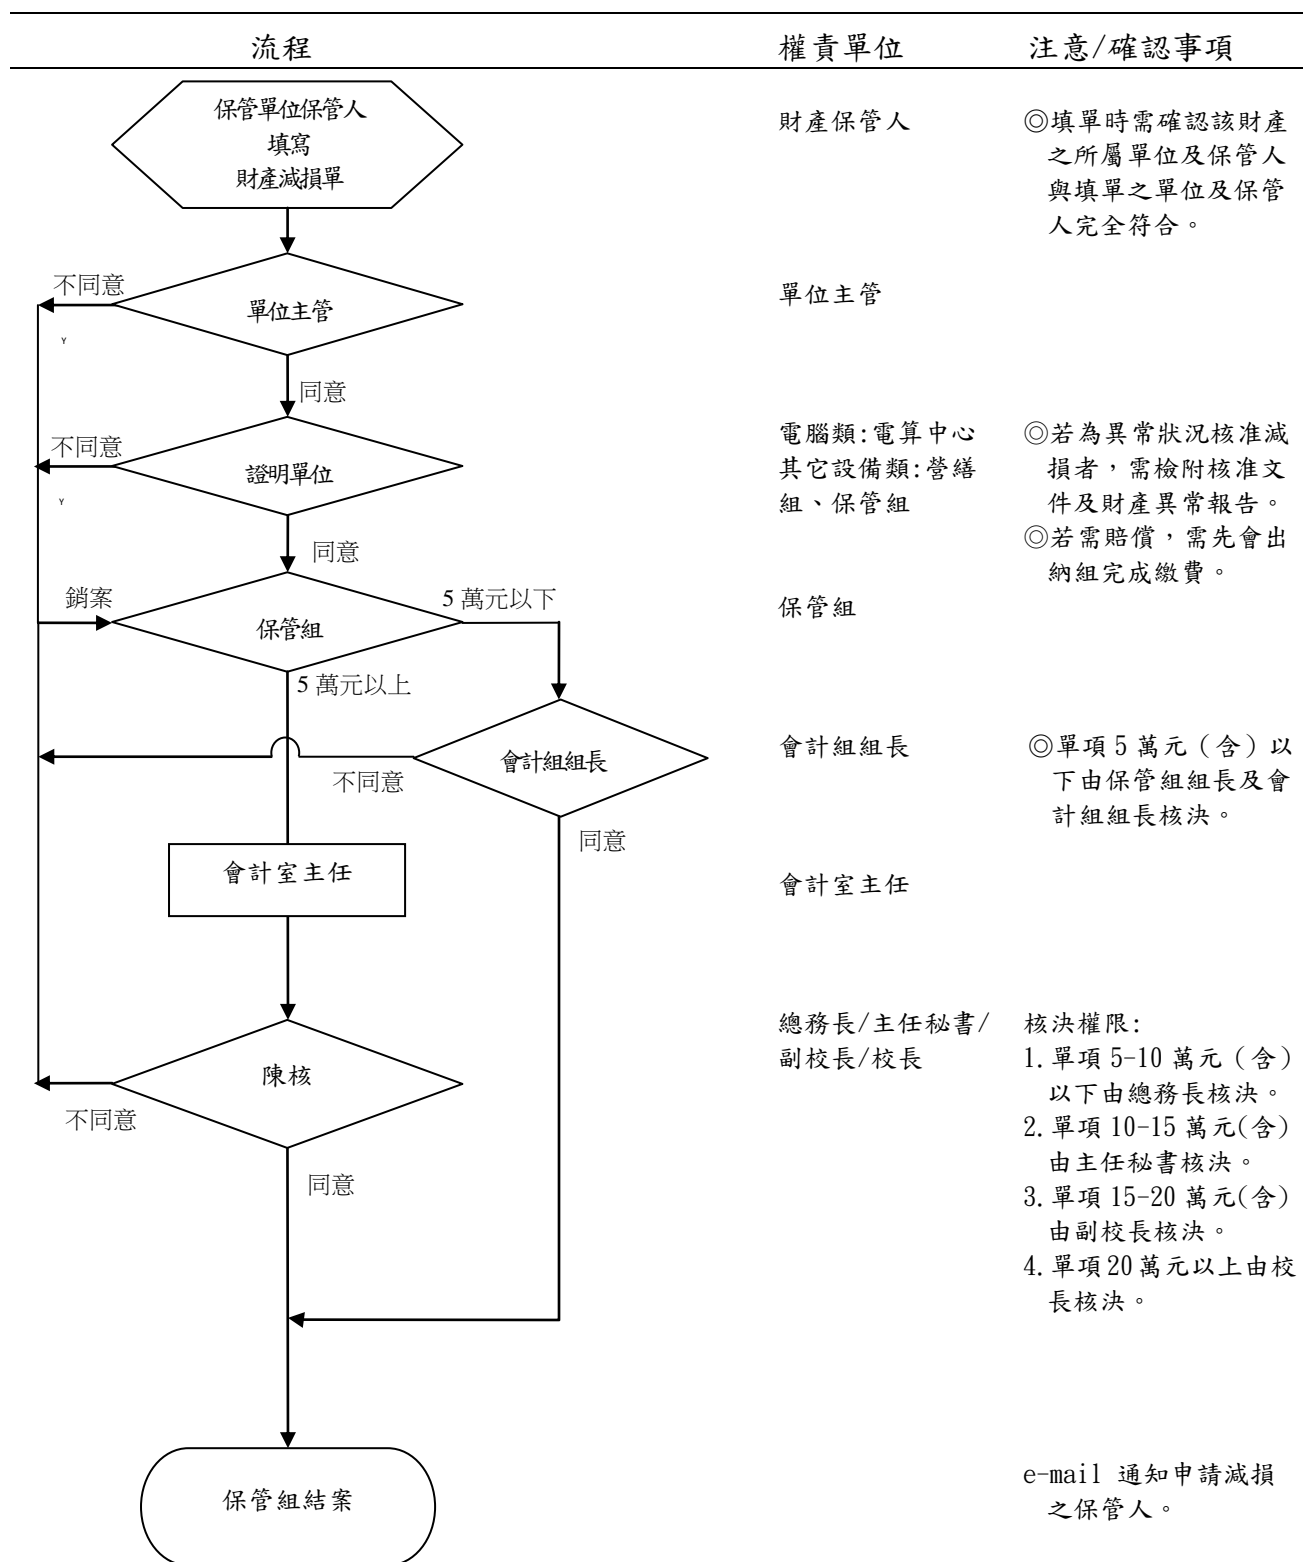 流程 權責單位 注意/確認事項
保管單位保管人
填寫
財產減損單
財產保管人
◎填單時需確認該財產
之所屬單位及保管人
與填單之單位及保管
人完全符合。
不同意
單位主管
單位主管
Y
同意
不同意
證明單位
Y
電腦類:電算中心
其它設備類:營繕
組、保管組
◎若為異常狀況核准減
損者，需檢附核准文
件及財產異常報告。
◎若需賠償，需先會出
納組完成繳費。
同意
銷案
保管組
5 萬元以下
保管組
5 萬元以上
會計組組長
不同意
同意
會計組組長
◎單項 5 萬元（含）以
下由保管組組長及會
計組組長核決。
會計室主任
會計室主任
陳核
不同意
同意
總務長/主任秘書/
副校長/校長
核決權限:
1.單項 5-10 萬元（含）
以下由總務長核決。
2.單項 10-15 萬元(含)
由主任秘書核決。
3.單項 15-20 萬元(含)
由副校長核決。
4.單項 20 萬元以上由校
長核決。
保管組結案
e-mail 通知申請減損
之保管人。